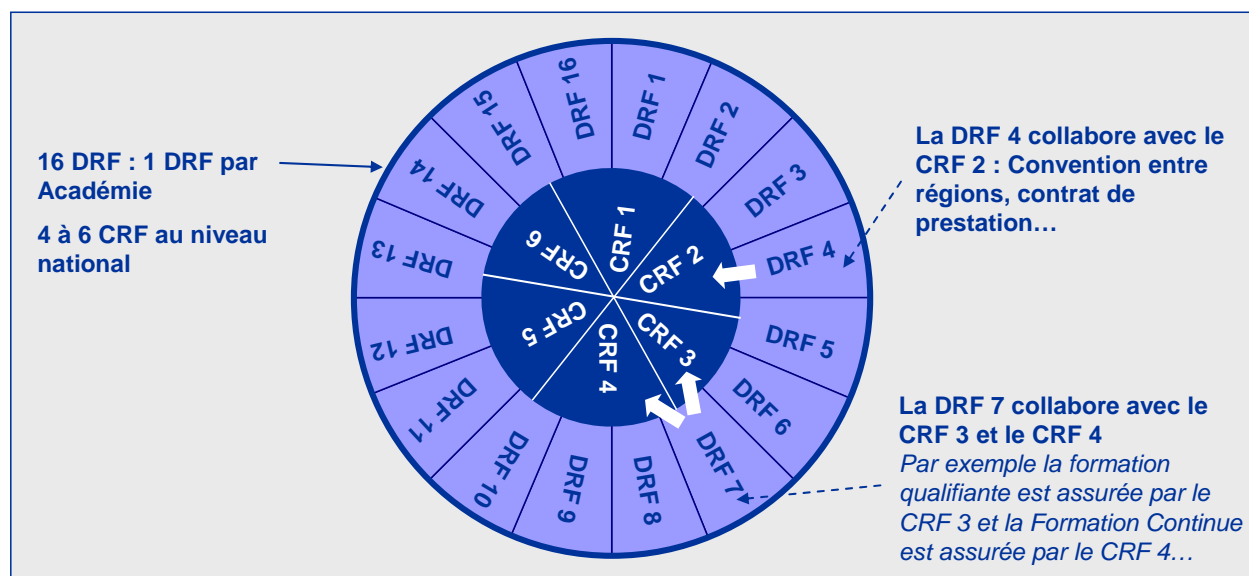 16 DRF : 1 DRF par
Académie
4 à 6 CRF au niveau
national
DRF 1
DRF 2
DRF 3
DRF 4
DRF 5
DRF 6
DRF 7
DRF 8
DRF 9
DRF 10
DRF 11
DRF 12
DRF 13
DRF 14
DRF 15
DRF 16
CRF 1
CRF 2
CRF 3
CRF 4
CRF 5
CRF 6
La DRF 4 collabore avec le
CRF 2 : Convention entre
régions, contrat de
prestation…
La DRF 7 collabore avec le
CRF 3 et le CRF 4
Par exemple la formation
qualifiante est assurée par le
CRF 3 et la Formation Continue
est assurée par le CRF 4…